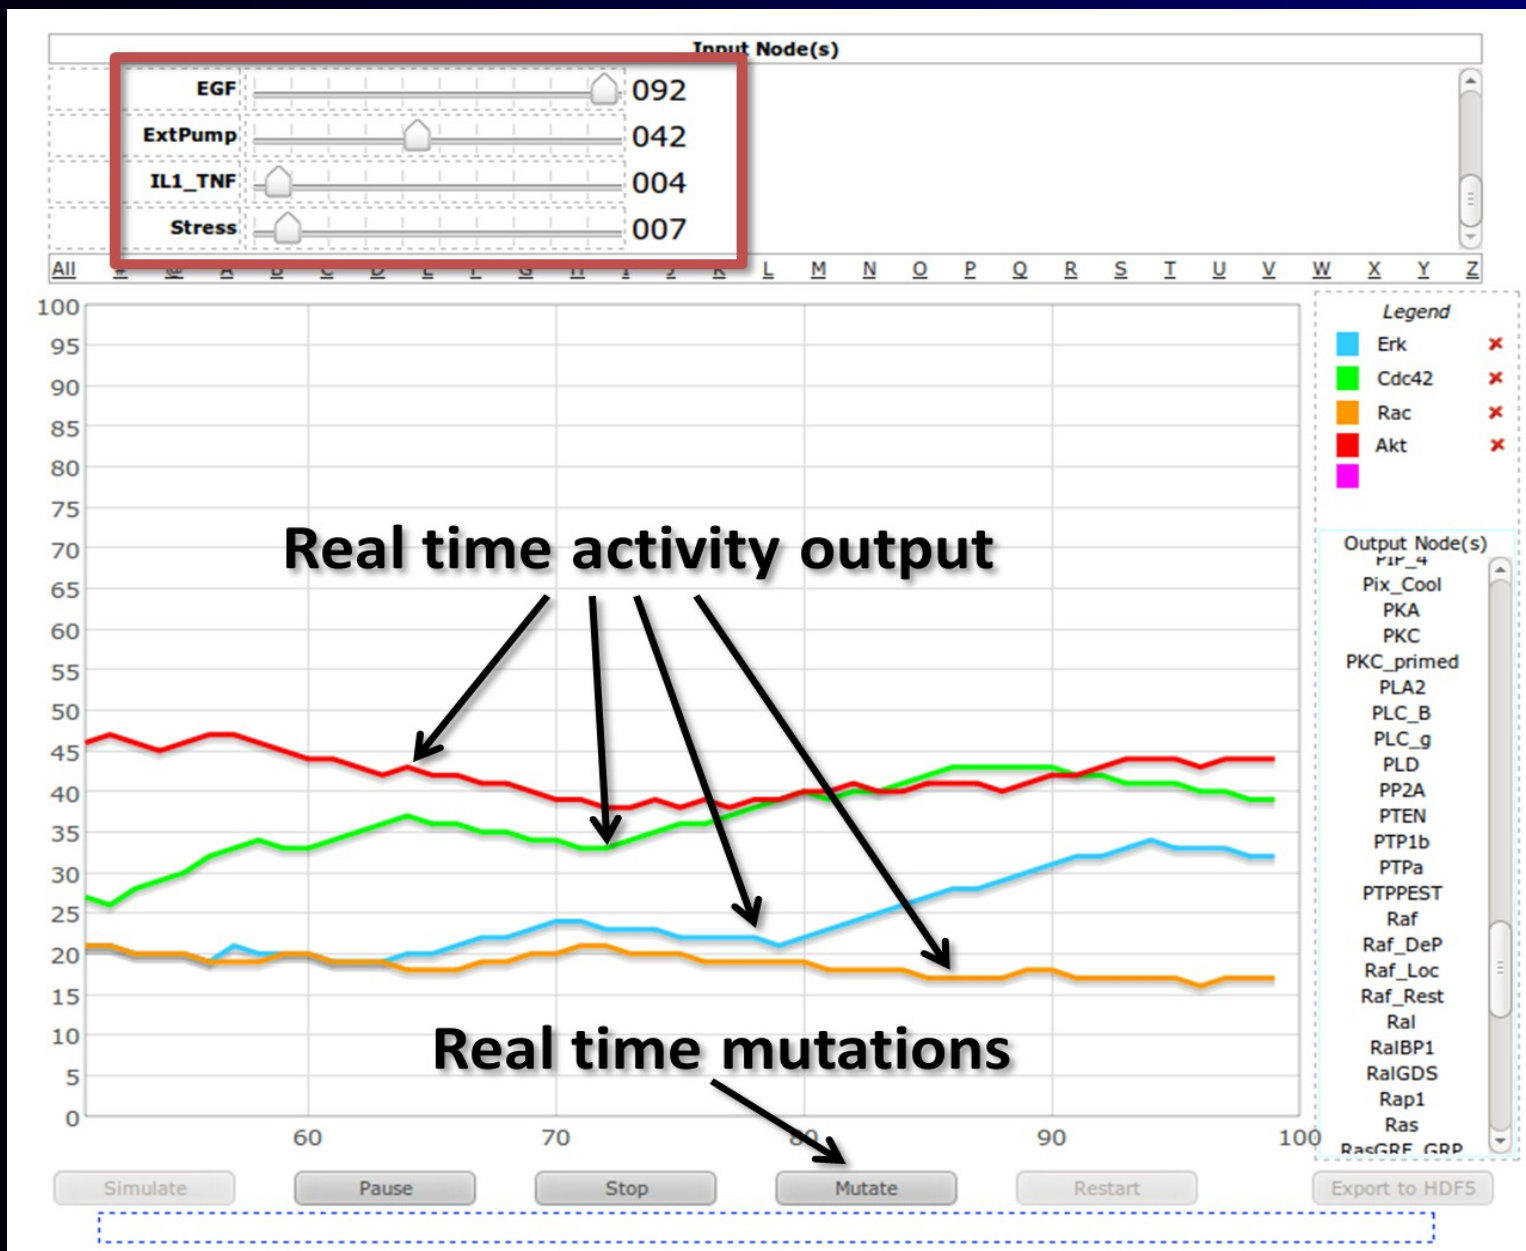 Input Node(s)
EGF 092
ExtPump 042
IL1_TNF 004
Stress 007
All # @ A B C D E F G H I J K L M N O P Q R S T U V W X Y Z
100
95
90
85
80
75
70
65
60
55
50
45
40
35
30
25
20
15
10
5
0
60 70 80 90 100
Real time activity output
Real time mutations
Legend
Erk
Cdc42
Rac
Akt
Output Node(s)
PIP_4
Pix_Cool
PKA
PKC
PKC_primed
PLA2
PLC_B
PLC_g
PLD
PP2A
PTEN
PTP1b
PTPa
PTPPEST
Raf
Raf_DeP
Raf_Loc
Raf_Rest
Ral
RalBP1
RalGDS
Rap1
Ras
RasGRF_GRP
Simulate Pause Stop Mutate Restart Export to HDF5